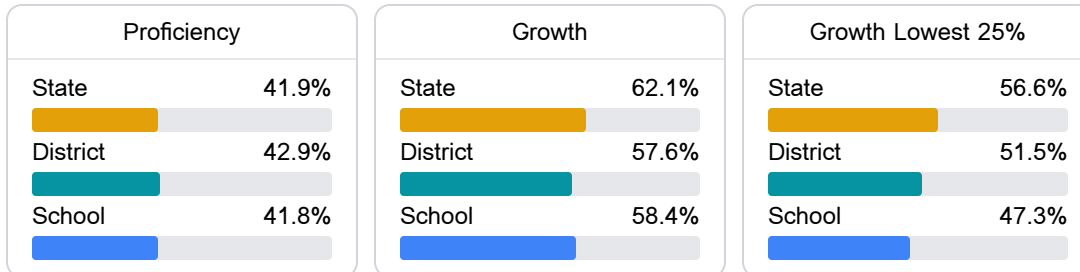 Proficiency
State 41.9%
District 42.9%
School 41.8%
Growth
State 62.1%
District 57.6%
School 58.4%
Growth Lowest 25%
State 56.6%
District 51.5%
School 47.3%